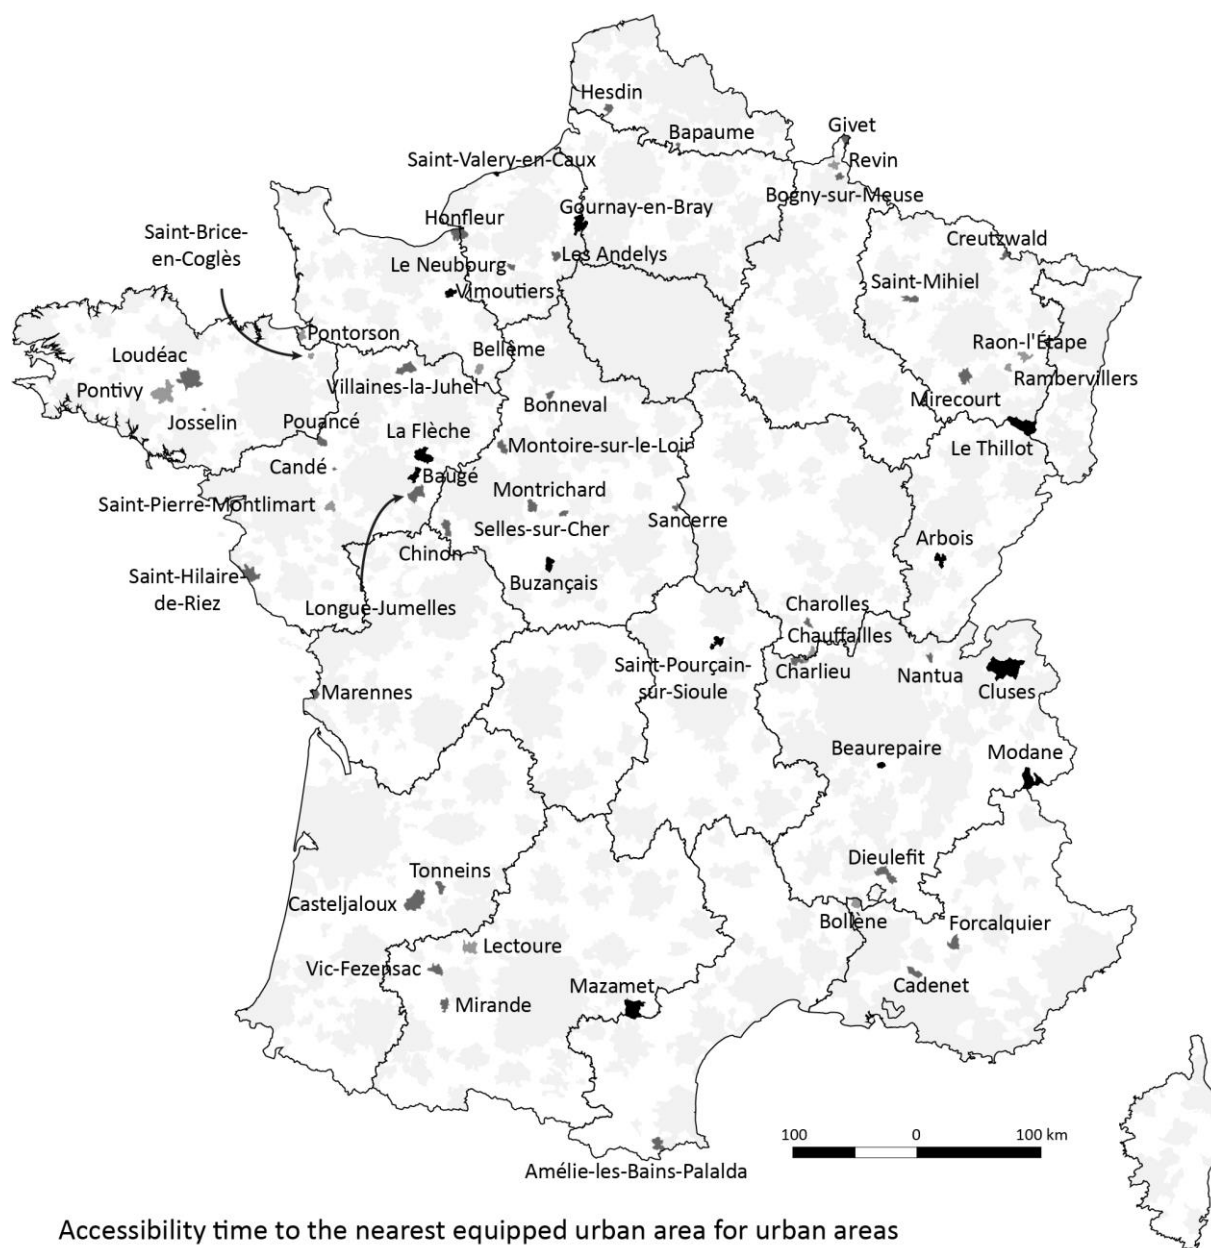 Hesdin
Bapaume
Givet
Revin
Bogny-sur-Meuse
Saint-Valery-en-Caux
Gournay-en-Bray
Honfleur
Les Andelys
Le Neubourg
Vimoutiers
Saint-Brice-
en-Coglès
Creutzwald
Saint-Mihiel
Raon-l'Étape
Rambervillers
Mirecourt
Le Thillot
Pontorson
Loudéac
Bellême
Villaines-la-Juhel
Pontivy
Bonneval
Josselin
Pouancé
La Flèche
Montoire-sur-le-Loir
Candé
Baugé
Saint-Pierre-Montlimart
Montrichard
Selles-sur-Cher
Sancerre
Chinon
Arbois
Buzançais
Saint-Hilaire-
de-Riez
Longue-Jumelles
Charolles
Chauffailles
Charlieu
Saint-Pourçain-
sur-Sioule
Nantua
Cluses
Marennes
Beaurepaire
Modane
Dieulefit
Tonneins
Casteljaloux
Bollène
Forcalquier
Lectoure
Vic-Fezensac
Cadenet
Mirande
Mazamet
100 0 100 km
Amélie-les-Bains-Palalda
Accessibility time to the nearest equipped urban area for urban areas